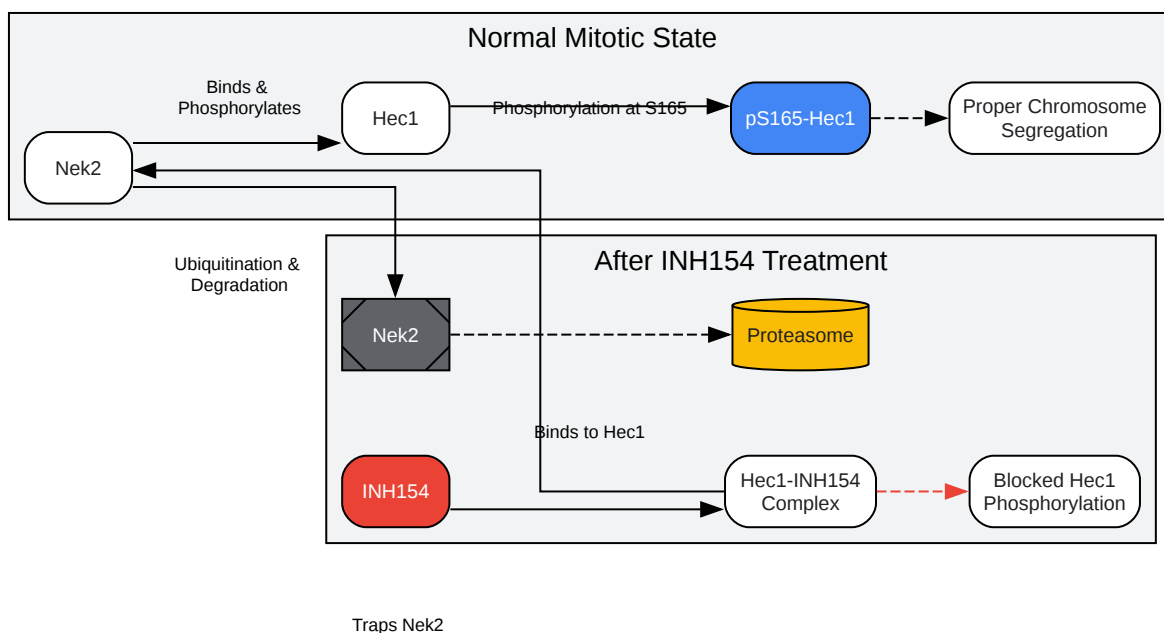 Normal Mitotic State
Binds &
Phosphorylates
Hec1
Phosphorylation at S165
pS165-Hec1
Proper Chromosome
Segregation
Nek2
Ubiquitination &
Degradation
After INH154 Treatment
Nek2
Proteasome
Binds to Hec1
INH154
Hec1-INH154
Complex
Blocked Hec1
Phosphorylation
Traps Nek2